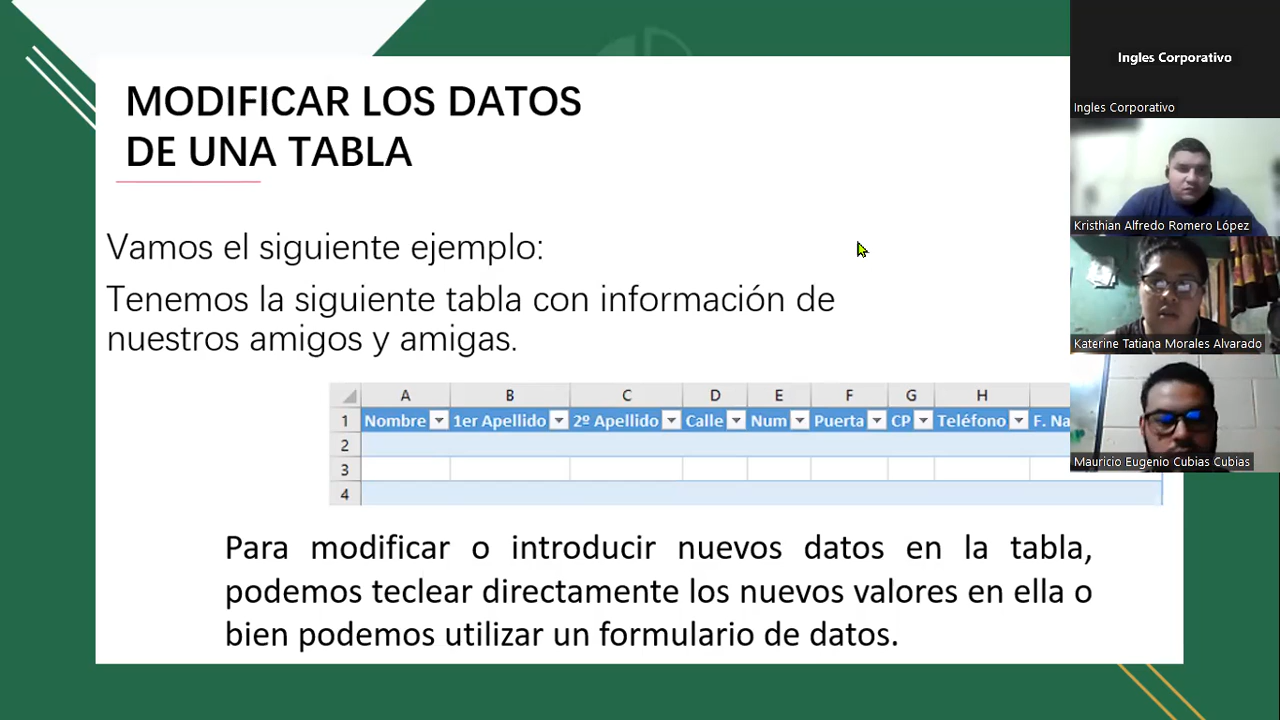 MODIFICAR LOS DATOS
DE UNA TABLA
Vamos el siguiente ejemplo:
Tenemos la siguiente tabla con información de
nuestros amigos y amigas.
A B C D E F G H
1 Nombre 1er Apellido 2º Apellido Calle Num Puerta CP Teléfono F. Na
2
3
4
Para modificar o introducir nuevos datos en la tabla,
podemos teclear directamente los nuevos valores en ella o
bien podemos utilizar un formulario de datos.
Ingles Corporativo
Ingles Corporativo
Kristhian Alfredo Romero López
Katerine Tatiana Morales Alvarado
Mauricio Eugenio Cubias Cubias